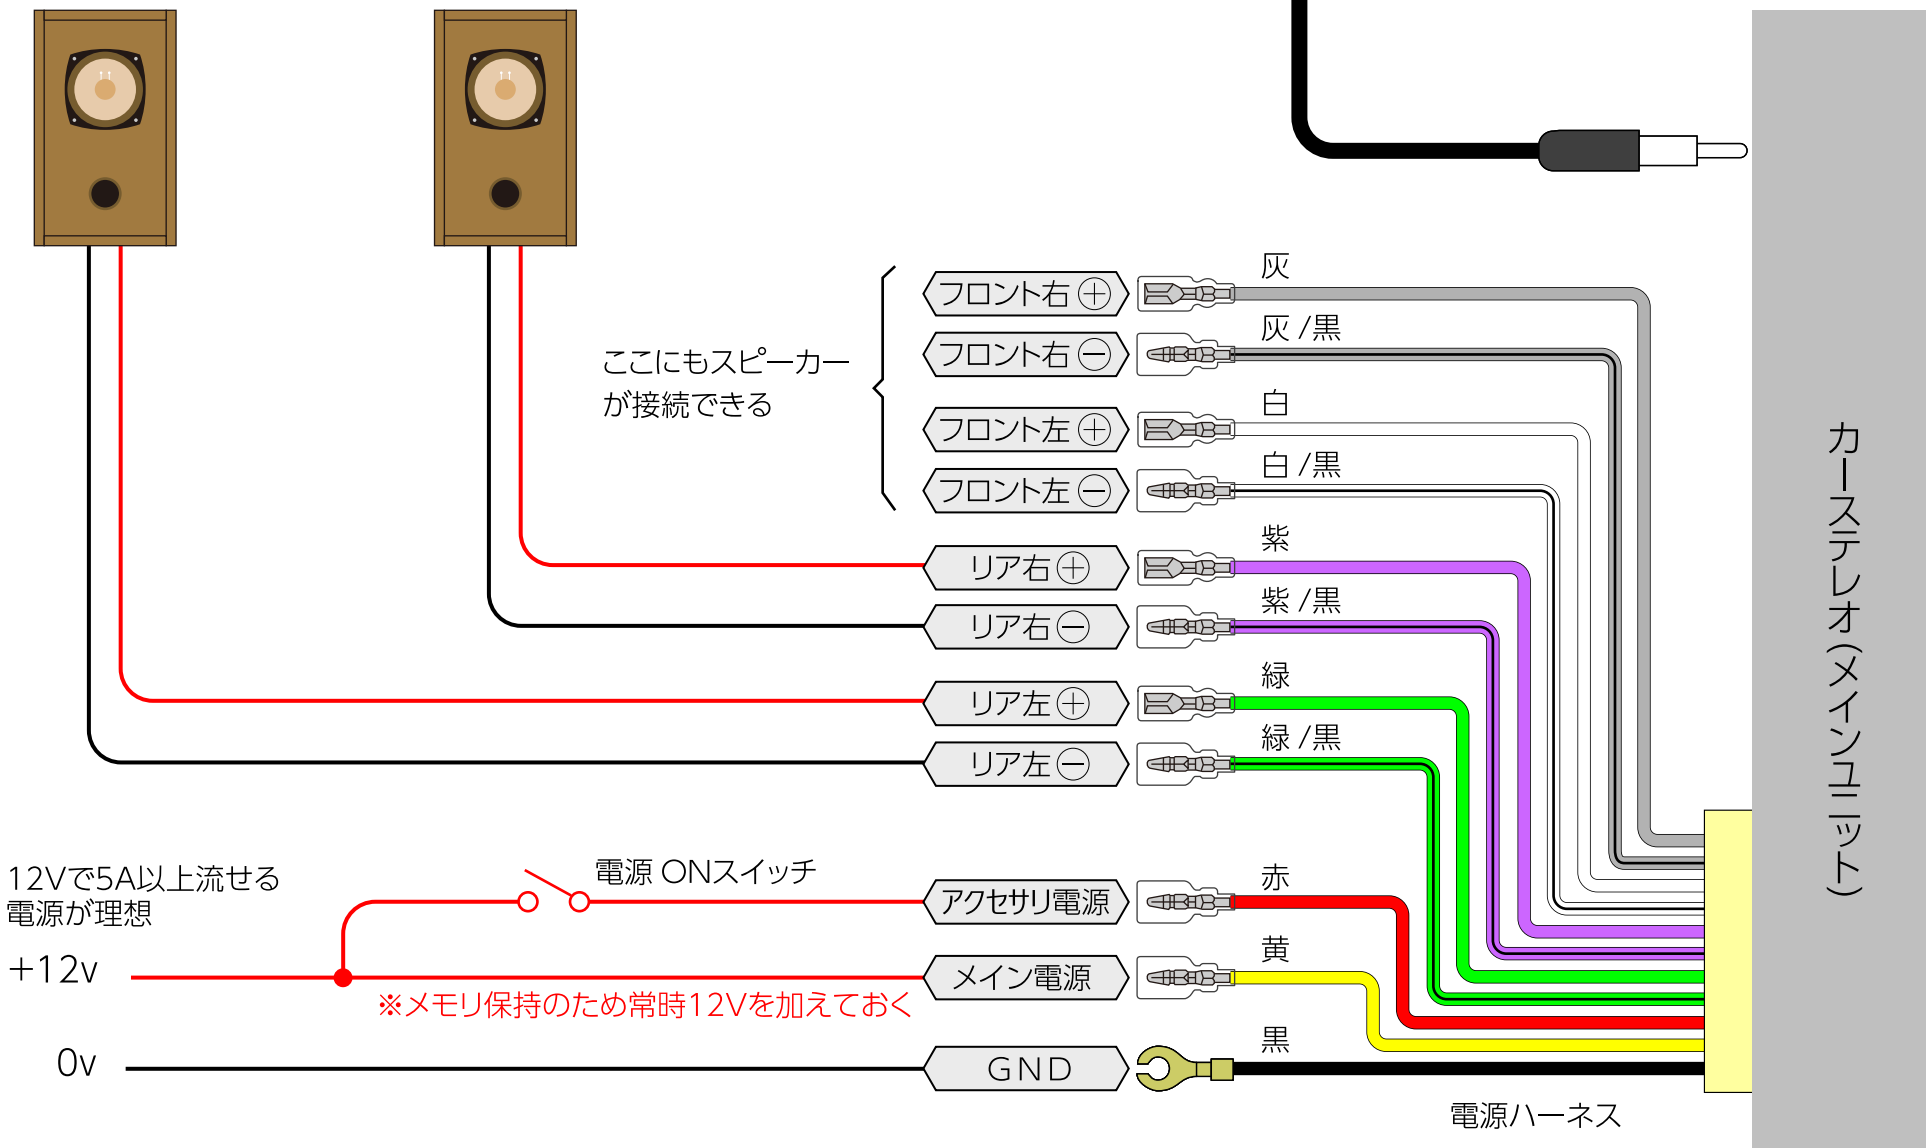 灰
フロント右 ⊕
灰 /黒
フロント右 ⊖
ここにもスピーカー
が接続できる
白
フロント左 ⊕
白 /黒
フロント左 ⊖
紫
リア右 ⊕
紫 /黒
リア右 ⊖
緑
リア左 ⊕
緑 /黒
リア左 ⊖
カーステレオ(メインユニット)
12Vで5A以上流せる
電源が理想
電源 ONスイッチ
赤
アクセサリ電源
黄
+12v
メイン電源
※メモリ保持のため常時12Vを加えておく
黒
0v
GND
電源ハーネス